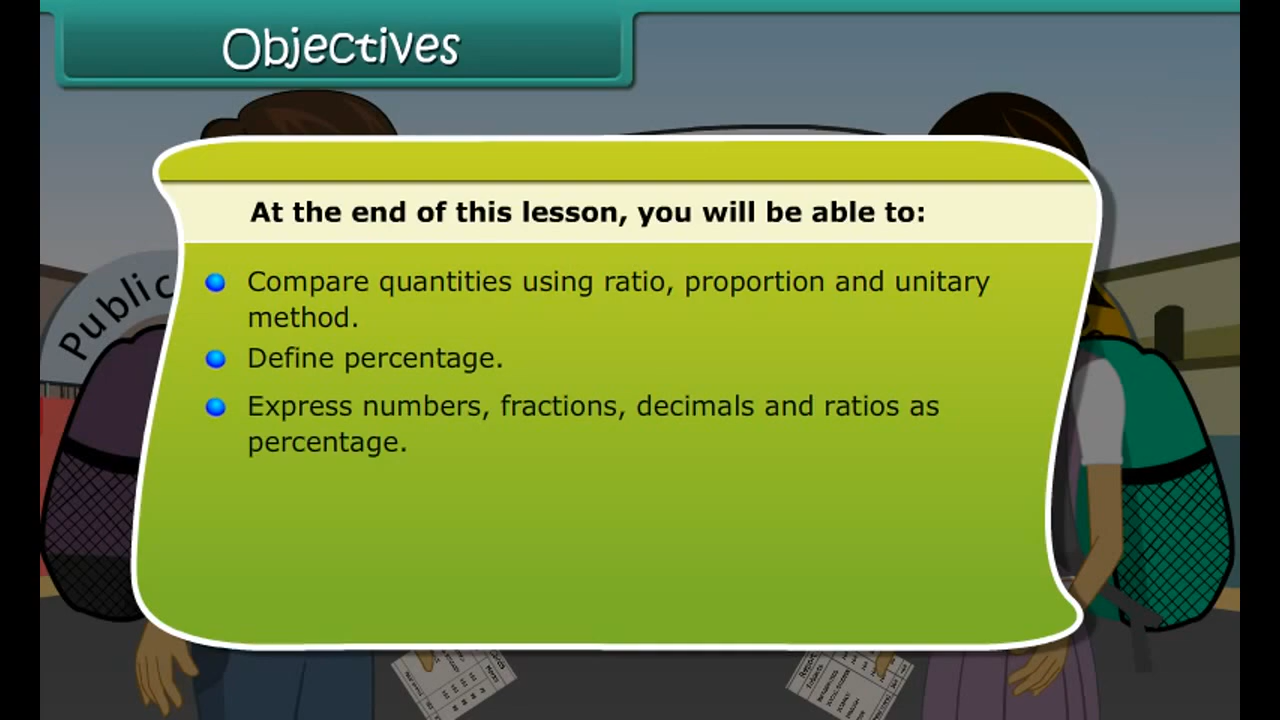 Objectives
At the end of this lesson, you will be able to:
Compare quantities using ratio, proportion and unitary
method.
Define percentage.
Express numbers, fractions, decimals and ratios as
percentage.
Public
Report